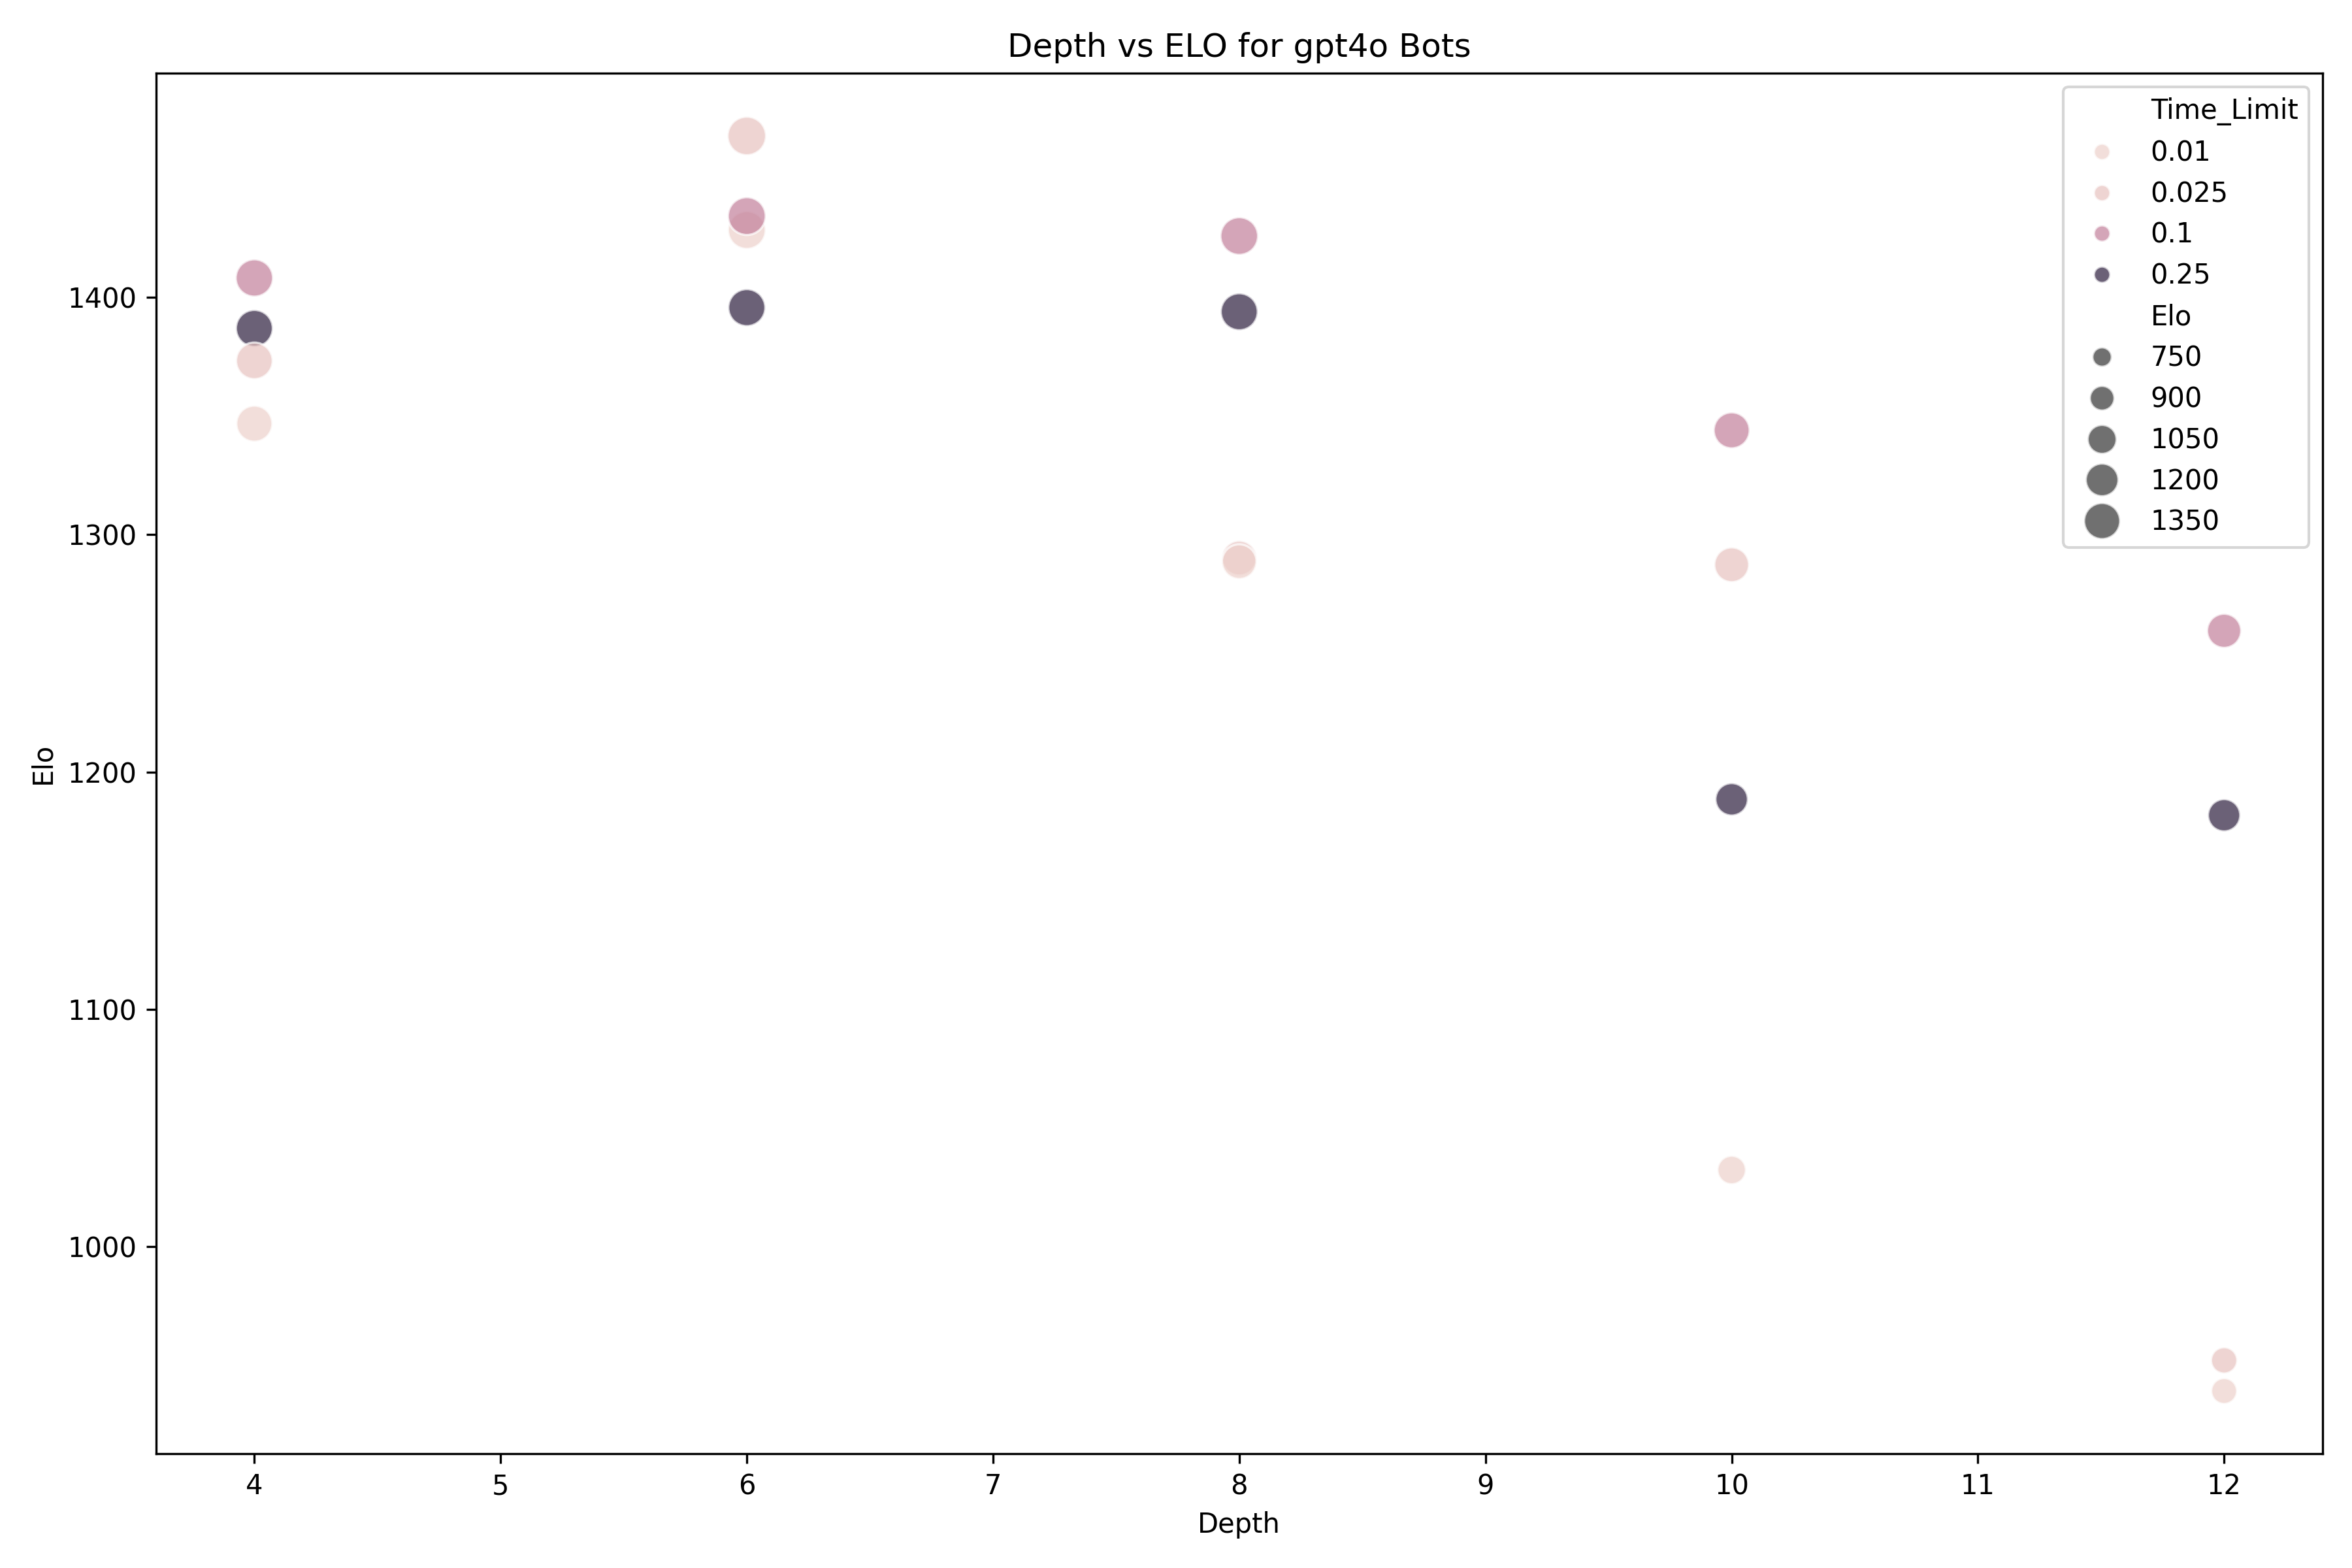 Depth vs ELO for gpt4o Bots
Time_Limit
0.01
0.025
0.1
0.25
Elo
750
900
1050
1200
1350
1400
1300
1200
1100
1000
Elo
4 5 6 7 8 9 10 11 12
Depth